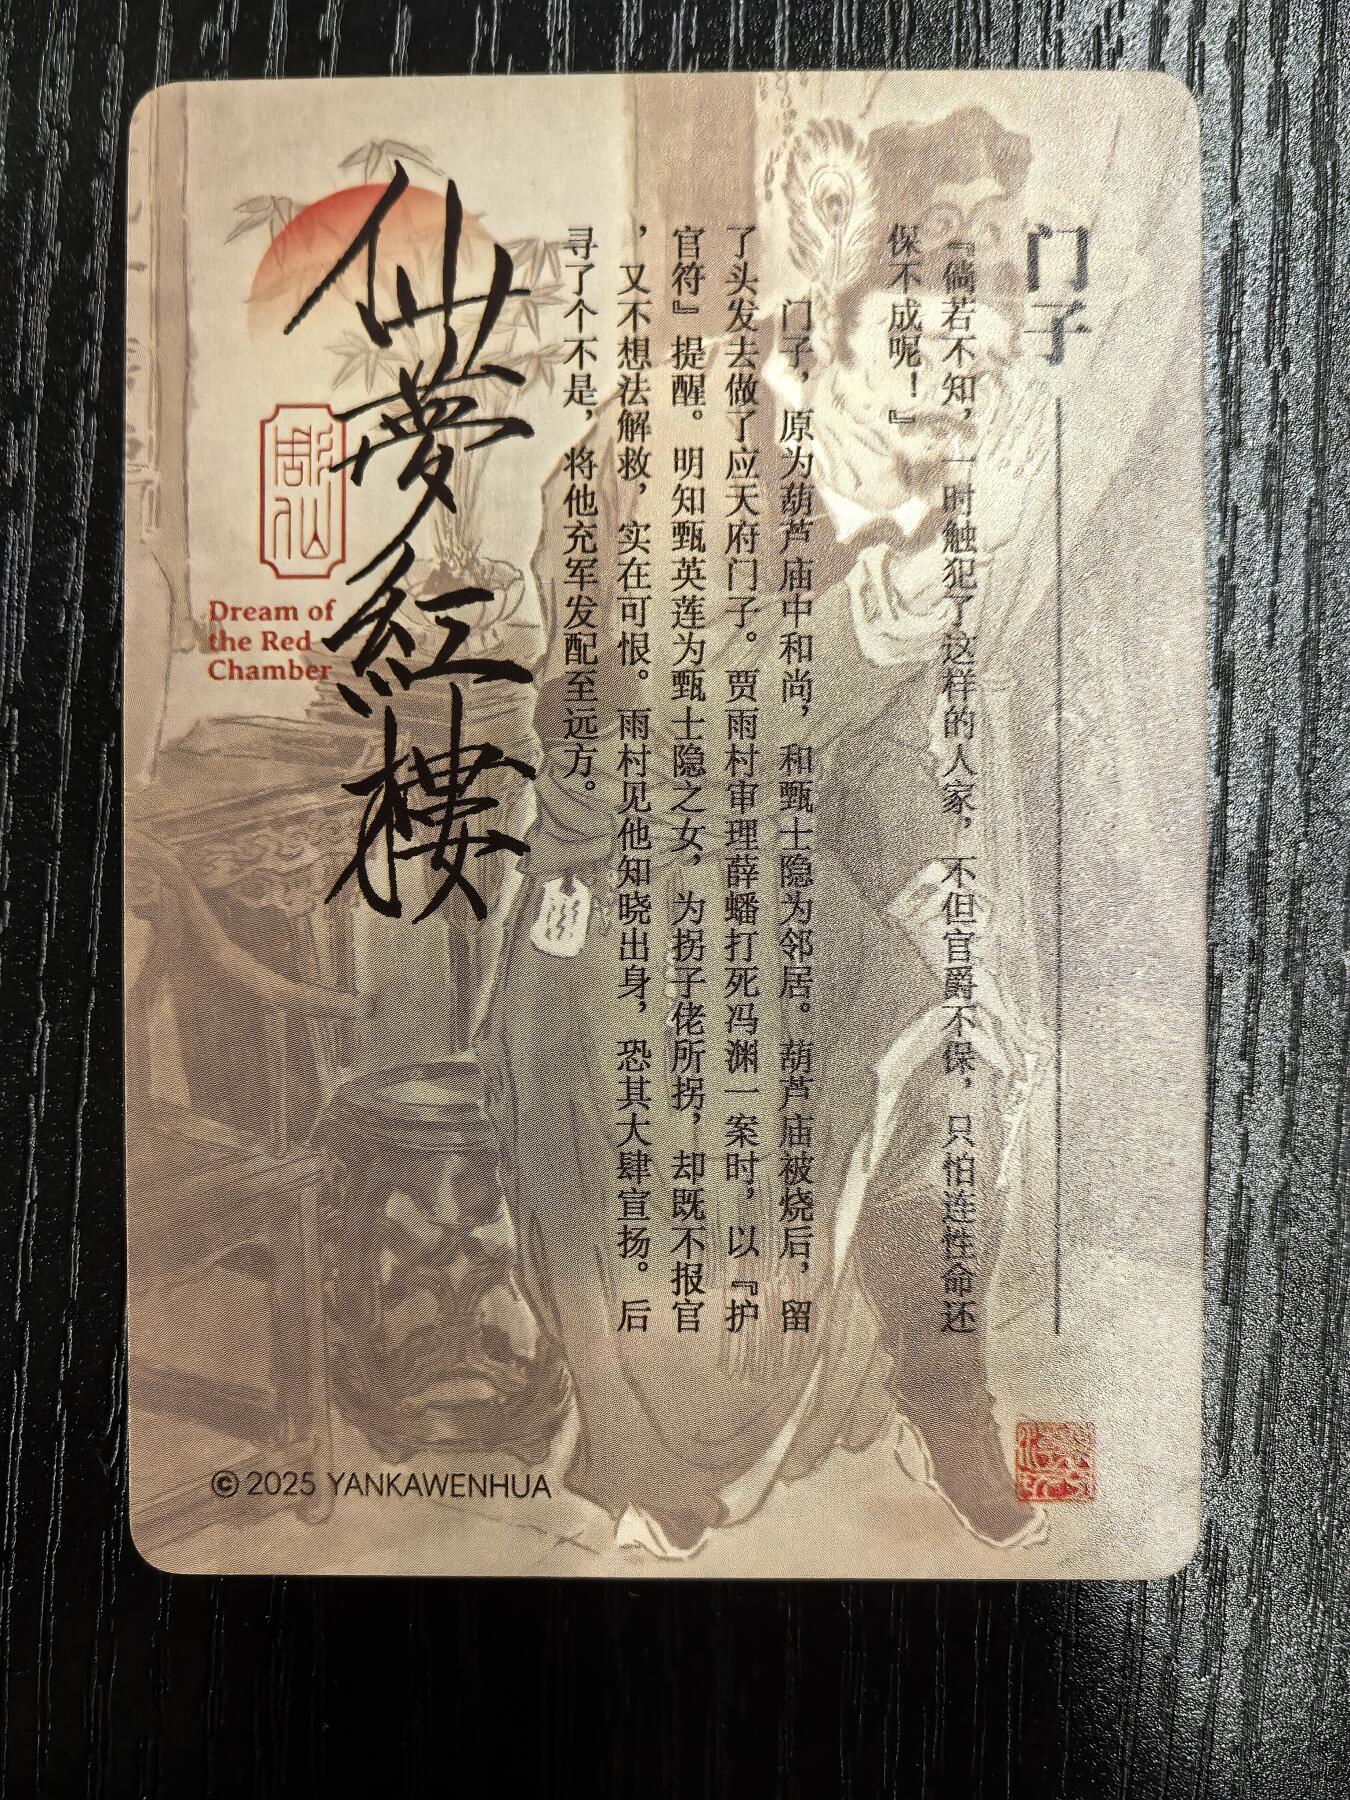 门子
『倘若不知，一时触犯了这样的人家，不但官爵不保，只怕连性命还
保不成呢！』
门子，原为葫芦庙中和尚，和甄士隐为邻居。葫芦庙被烧后，留
了头发去做了应天府门子。贾雨村审理薛蟠打死冯渊一案时，以『护
官符』提醒。明知甄英莲为甄士隐之女，为拐子佬所拐，却既不报官
，又不想法解救，实在可恨。雨村见他知晓出身，恐其大肆宣扬。后
寻了个不是，将他充军发配至远方。
仙夢紅樓
Dream of
the Red
Chamber
© 2025 YANKAWENHUA